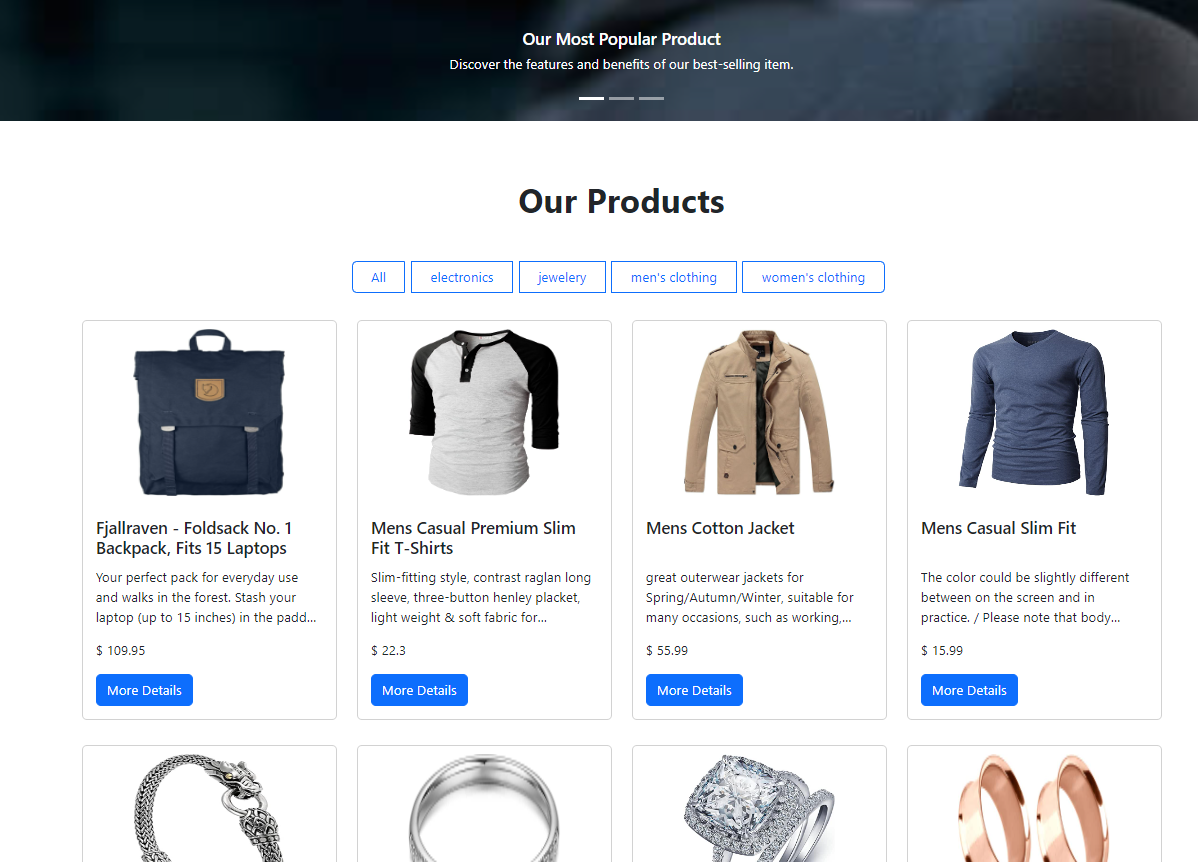 Our Most Popular Product
Discover the features and benefits of our best-selling item.
Our Products
All
electronics
jewelery
men's clothing
women's clothing
Fjallraven - Foldsack No. 1
Backpack, Fits 15 Laptops
Your perfect pack for everyday use
and walks in the forest. Stash your
laptop (up to 15 inches) in the padd...
$ 109.95
More Details
Mens Casual Premium Slim
Fit T-Shirts
Slim-fitting style, contrast raglan long
sleeve, three-button henley placket,
light weight & soft fabric for...
$ 22.3
More Details
Mens Cotton Jacket
great outerwear jackets for
Spring/Autumn/Winter, suitable for
many occasions, such as working,...
$ 55.99
More Details
Mens Casual Slim Fit
The color could be slightly different
between on the screen and in
practice. / Please note that body...
$ 15.99
More Details